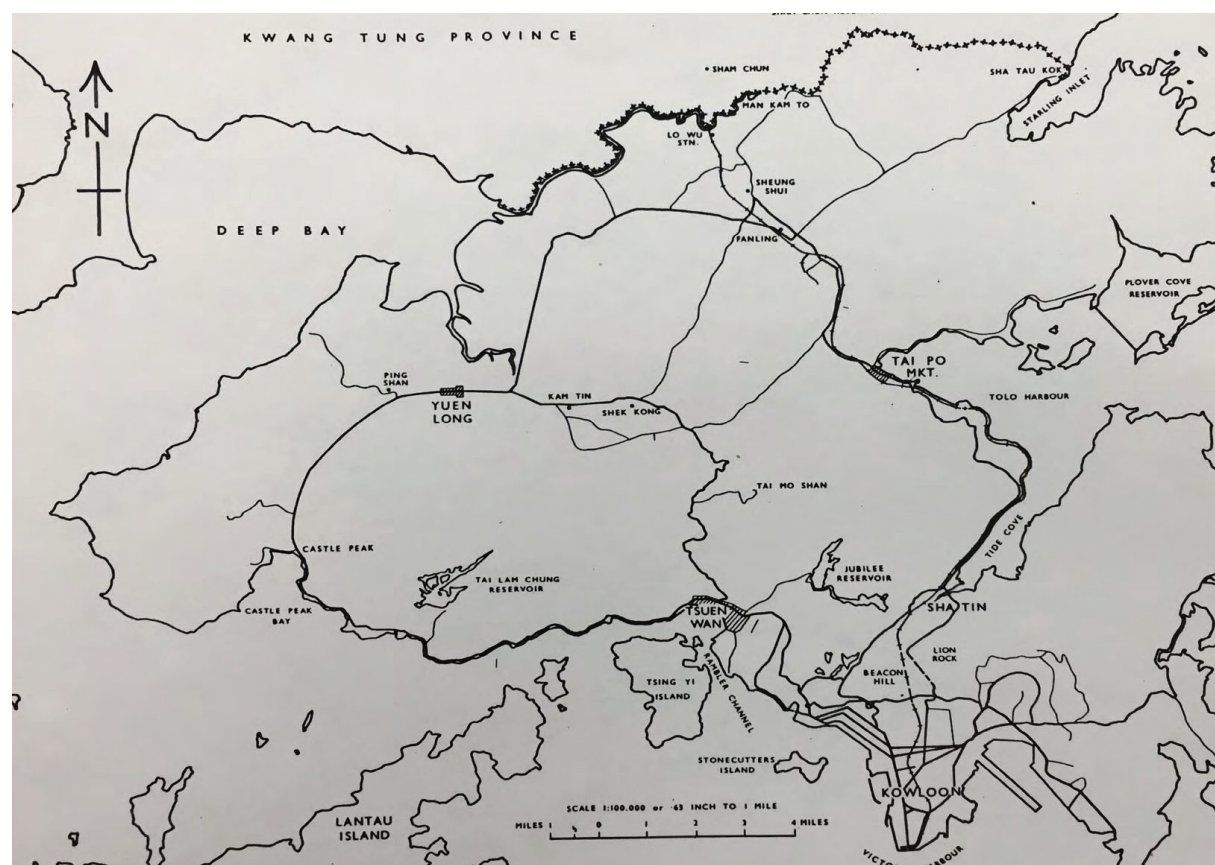 KWANG TUNG PROVINCE
N
SHAM CHUN
SHA TAU KOK
MAN KAM TO
STARLING INLET
LO WU
STN.
SHEUNG
SHUI
DEEP BAY
FANLING
PLOVER COVE
RESERVOIR
TAI PO
MKT.
PING
SHAN
YUEN
LONG
KAM TIN
SHEK KONG
TOLO HARBOUR
TAI MO SHAN
TIDE COVE
CASTLE PEAK
TAI LAM CHUNG
RESERVOIR
JUBILEE
RESERVOIR
CASTLE PEAK
BAY
TSUEN
WAN
SHA TIN
LION
ROCK
BEACON
HILL
TSING YI
ISLAND
RAMBLER CHANNEL
STONECUTTERS
ISLAND
KOWLOON
SCALE 1:100,000 or ·63 INCH TO 1 MILE
MILES 1 0 1 2 3 4 MILES
LANTAU
ISLAND